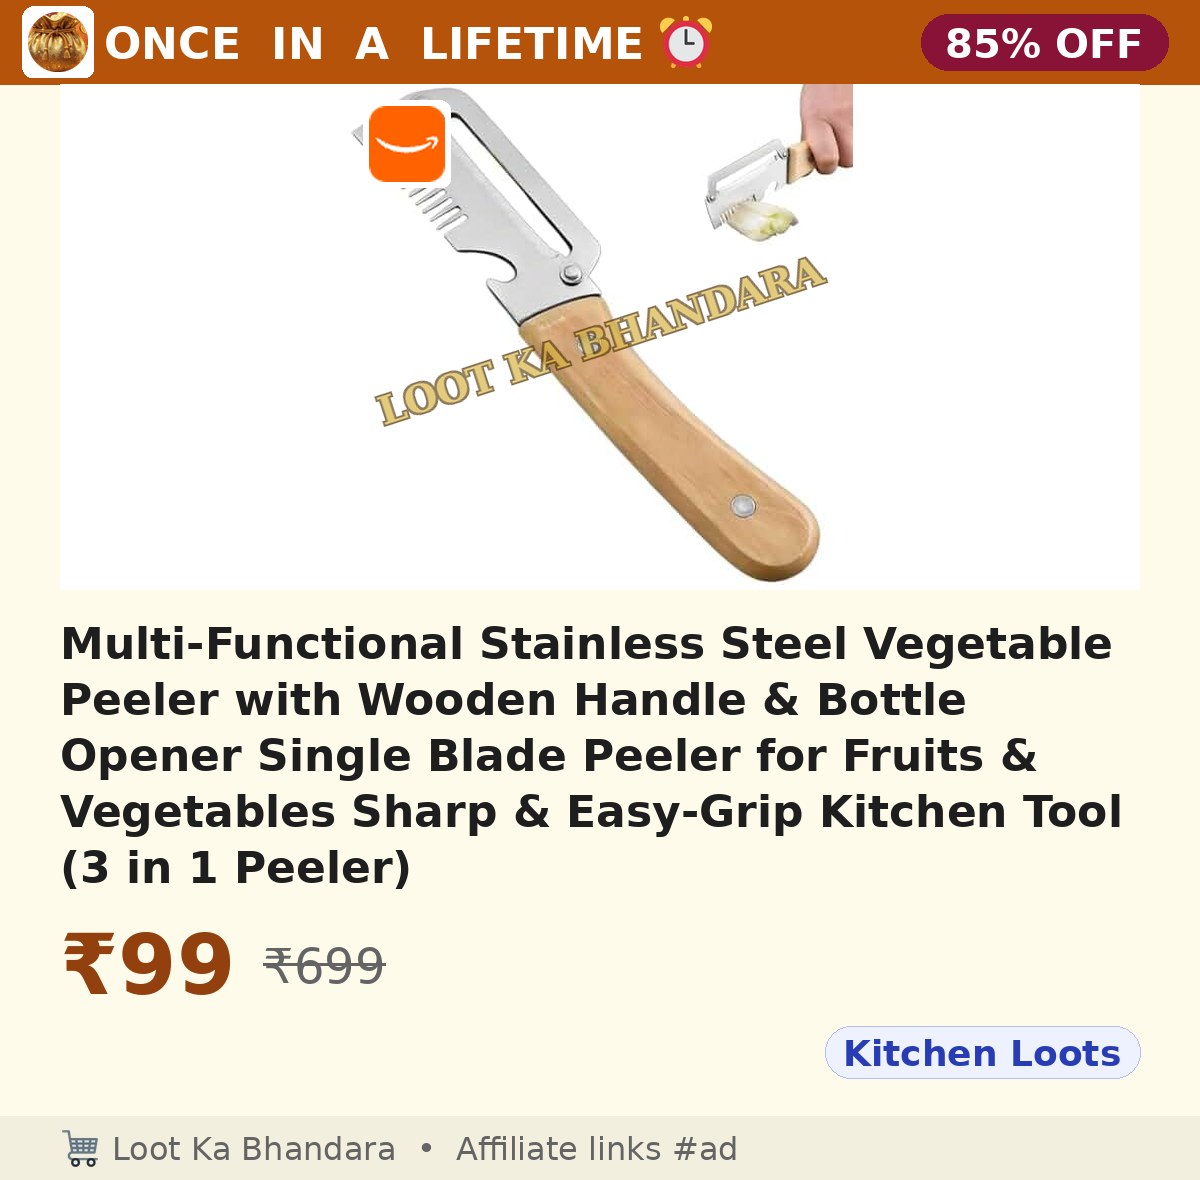 ONCE IN A LIFETIME
85% OFF
LOOT KA BHANDARA
Multi-Functional Stainless Steel Vegetable
Peeler with Wooden Handle & Bottle
Opener Single Blade Peeler for Fruits &
Vegetables Sharp & Easy-Grip Kitchen Tool
(3 in 1 Peeler)
₹99 ₹699
Kitchen Loots
Loot Ka Bhandara • Affiliate links #ad